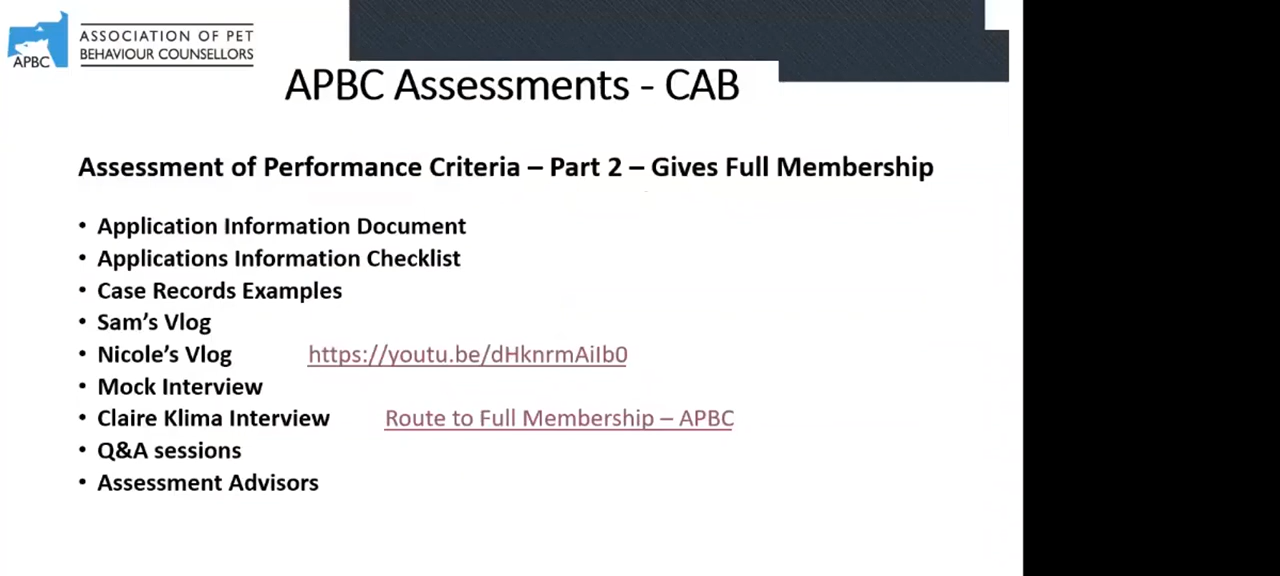 ASSOCIATION OF PET
BEHAVIOUR COUNSELLORS
APBC
APBC Assessments - CAB
Assessment of Performance Criteria – Part 2 – Gives Full Membership
• Application Information Document
• Applications Information Checklist
• Case Records Examples
• Sam's Vlog
• Nicole's Vlog https://youtu.be/dHknrmAiIb0
• Mock Interview
• Claire Klima Interview Route to Full Membership – APBC
• Q&A sessions
• Assessment Advisors